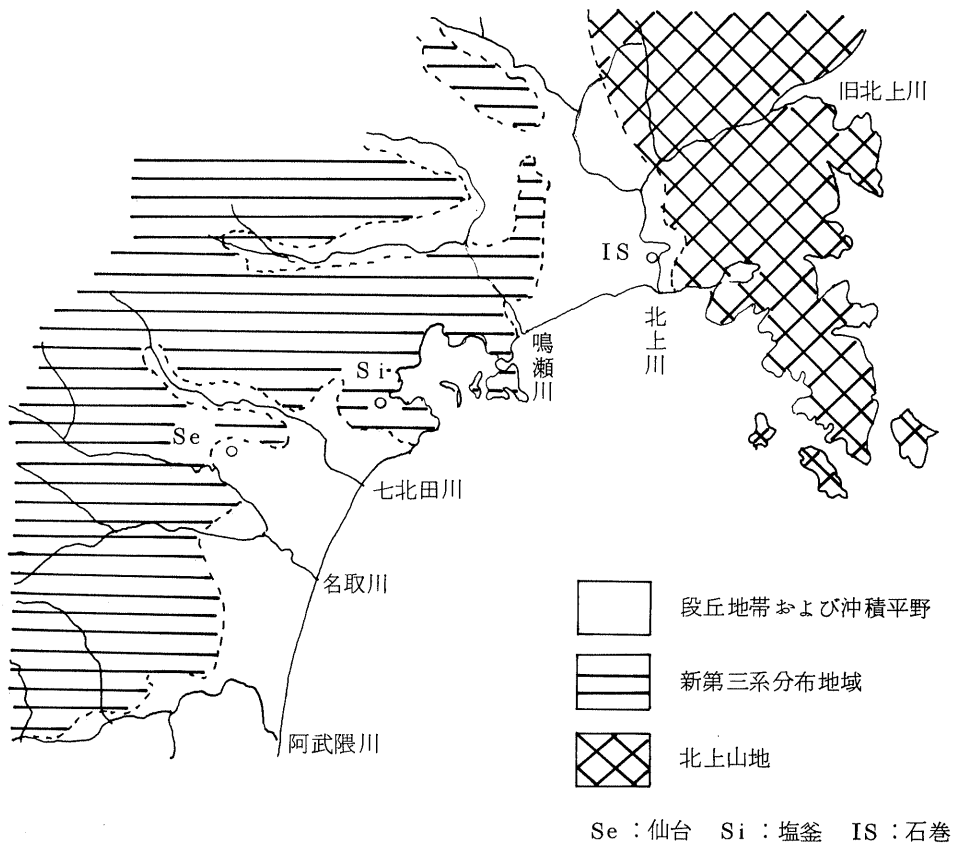 旧北上川
IS
北上川
鳴瀬川
Si
Se
七北田川
名取川
段丘地帯および沖積平野
新第三系分布地域
阿武隈川
北上山地
Se：仙台 Si：塩釜 IS：石巻